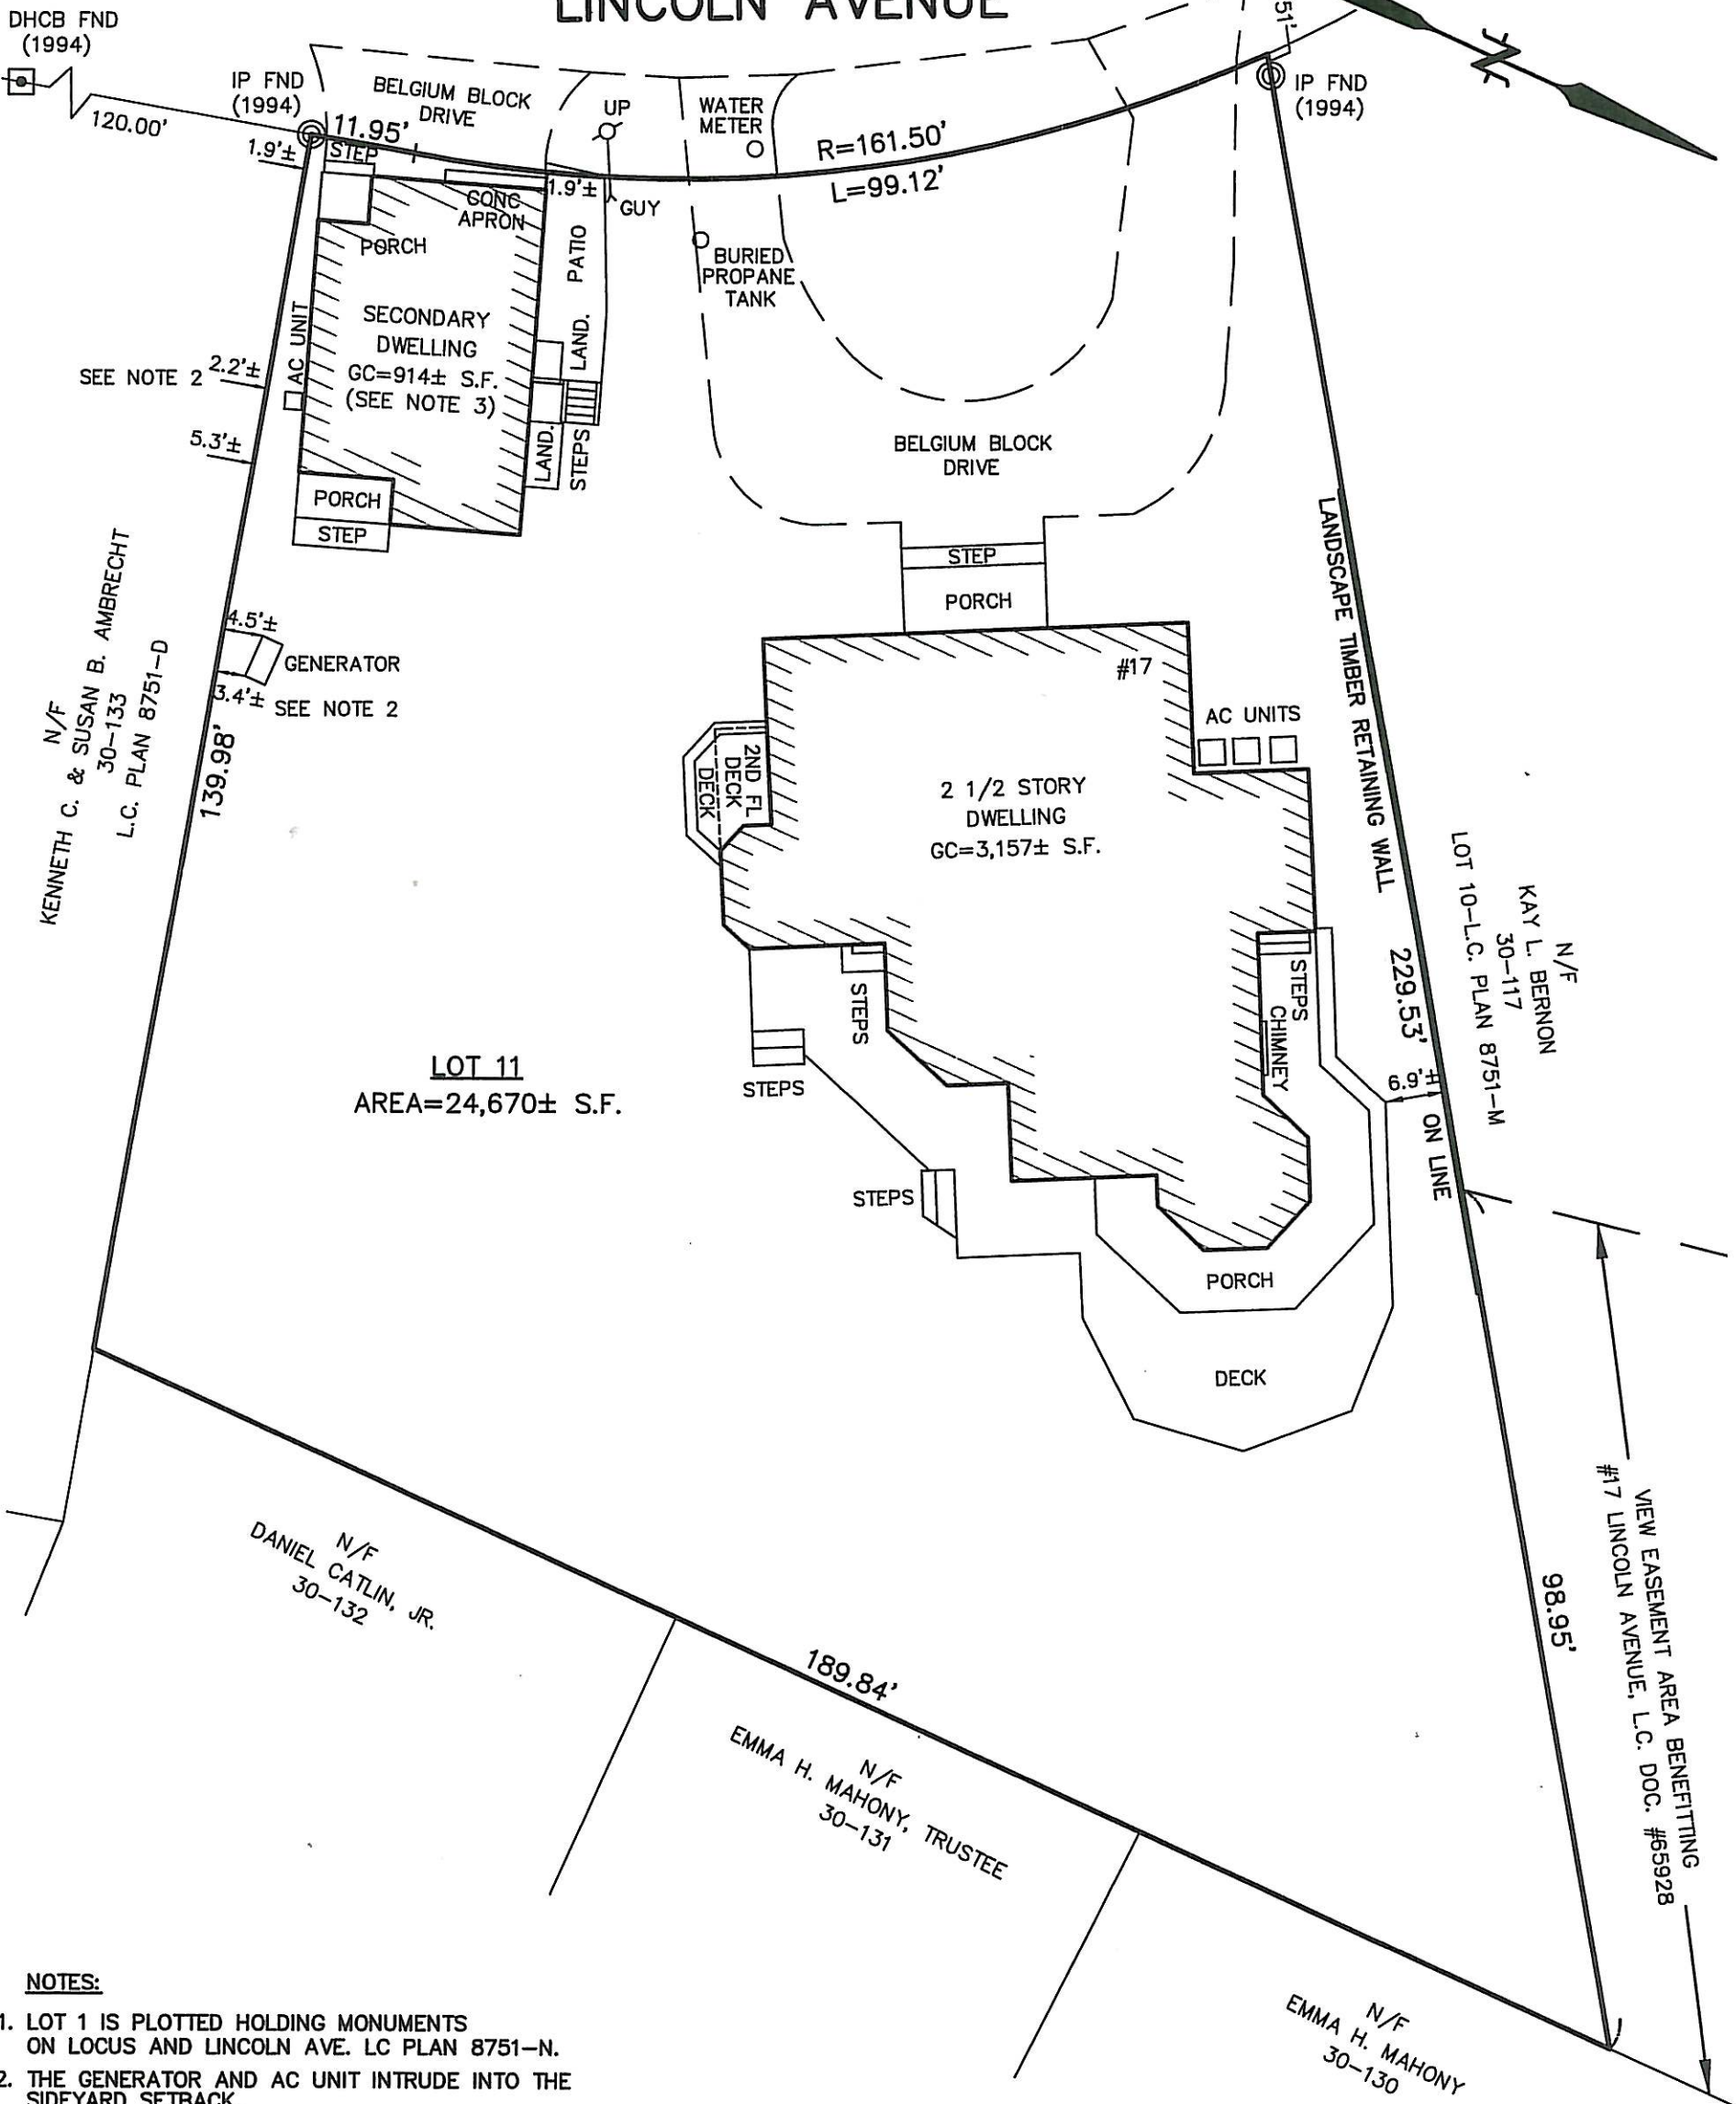 LINCOLN AVENUE
DHCB FND
(1994)
120.00'
IP FND
(1994)
11.95'
BELGIUM BLOCK
DRIVE
UP
WATER
METER
R=161.50'
L=99.12'
51'
N
IP FND
(1994)
1.9'±
STEP
CONC
APRON
1.9'±
GUY
PORCH
PATIO
LAND.
BURIED
PROPANE
TANK
SECONDARY
DWELLING
GC=914± S.F.
(SEE NOTE 3)
AC UNIT
SEE NOTE 2
2.2'±
5.3'±
LAND.
STEPS
PORCH
STEP
BELGIUM BLOCK
DRIVE
STEP
PORCH
LANDSCAPE TIMBER RETAINING WALL
ON LINE
N/F
KENNETH C. & SUSAN B. AMBRECHT
30-133
L.C. PLAN 8751-D
4.5'±
GENERATOR
3.4'±
SEE NOTE 2
139.98'
#17
AC UNITS
2ND FL
DECK
DECK
2 1/2 STORY
DWELLING
GC=3,157± S.F.
N/F
KAY L. BERNON
30-117
LOT 10-L.C. PLAN 8751-M
229.53'
STEPS
CHIMNEY
STEPS
STEPS
6.9'±
LOT 11
AREA=24,670± S.F.
STEPS
PORCH
DECK
VIEW EASEMENT AREA BENEFITTING
#17 LINCOLN AVENUE, L.C. DOC. #65928
98.95'
N/F
DANIEL CATLIN, JR.
30-132
189.84'
N/F
EMMA H. MAHONY, TRUSTEE
30-131
N/F
EMMA H. MAHONY
30-130
NOTES:
1. LOT 1 IS PLOTTED HOLDING MONUMENTS
ON LOCUS AND LINCOLN AVE. LC PLAN 8751-N.
2. THE GENERATOR AND AC UNIT INTRUDE INTO THE
SIDEYARD SETBACK